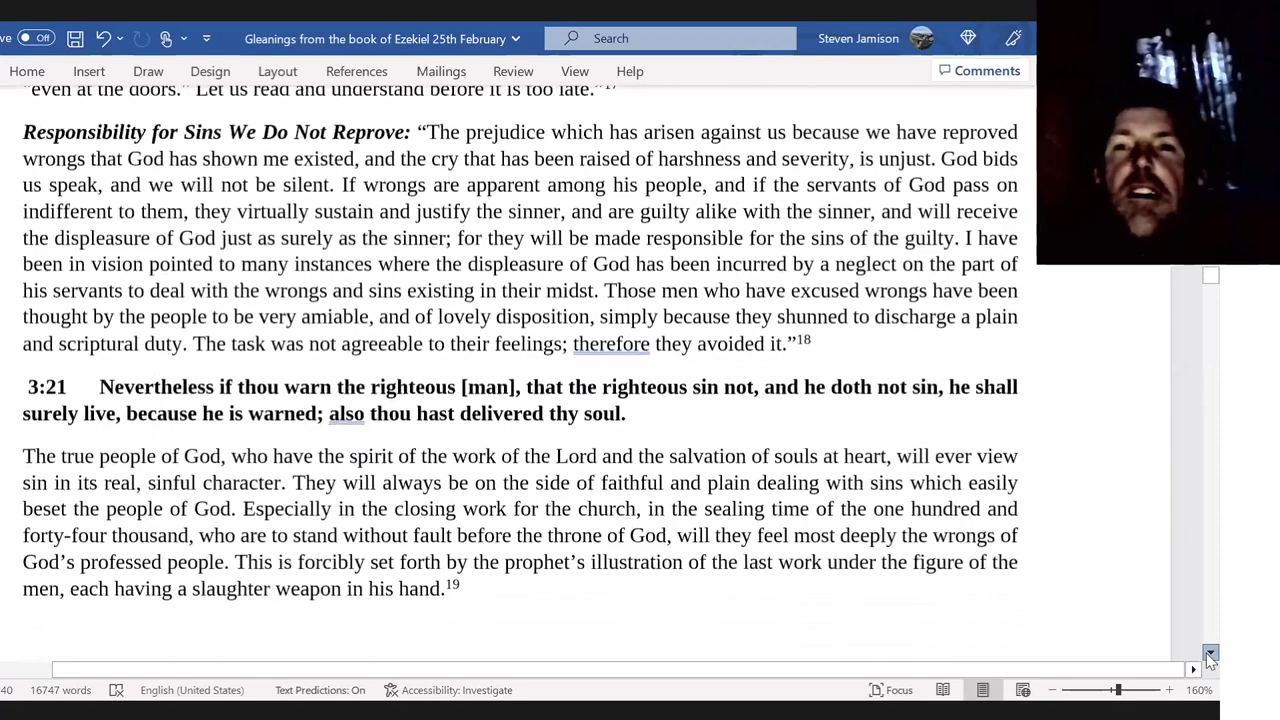 ve Off Gleanings from the book of Ezekiel 25th February Search Steven Jamison
Home Insert Draw Design Layout References Mailings Review View Help Comments
“even at the doors.” Let us read and understand before it is too late.”17
Responsibility for Sins We Do Not Reprove: “The prejudice which has arisen against us because we have reproved
wrongs that God has shown me existed, and the cry that has been raised of harshness and severity, is unjust. God bids
us speak, and we will not be silent. If wrongs are apparent among his people, and if the servants of God pass on
indifferent to them, they virtually sustain and justify the sinner, and are guilty alike with the sinner, and will receive
the displeasure of God just as surely as the sinner; for they will be made responsible for the sins of the guilty. I have
been in vision pointed to many instances where the displeasure of God has been incurred by a neglect on the part of
his servants to deal with the wrongs and sins existing in their midst. Those men who have excused wrongs have been
thought by the people to be very amiable, and of lovely disposition, simply because they shunned to discharge a plain
and scriptural duty. The task was not agreeable to their feelings; therefore they avoided it.”18
3:21 Nevertheless if thou warn the righteous [man], that the righteous sin not, and he doth not sin, he shall
surely live, because he is warned; also thou hast delivered thy soul.
The true people of God, who have the spirit of the work of the Lord and the salvation of souls at heart, will ever view
sin in its real, sinful character. They will always be on the side of faithful and plain dealing with sins which easily
beset the people of God. Especially in the closing work for the church, in the sealing time of the one hundred and
forty-four thousand, who are to stand without fault before the throne of God, will they feel most deeply the wrongs of
God’s professed people. This is forcibly set forth by the prophet’s illustration of the last work under the figure of the
men, each having a slaughter weapon in his hand.19
40 16747 words English (United States) Text Predictions: On Accessibility: Investigate Focus 160%